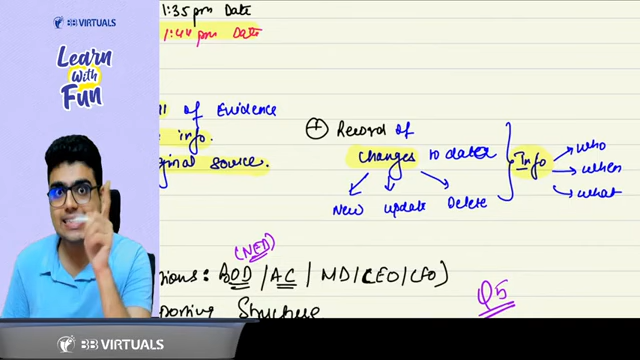 BB VIRTUALS
Learn
With
Fun
1:35 pm Date
1:44 pm Date
of Evidence
info.
ginal source.
+ Record of
changes to data
New update Delete
Info
who
when
what
(NED)
tions: BOD / AC / MD / CEO / CFO)
Q5
porting Structure
BB VIRTUALS